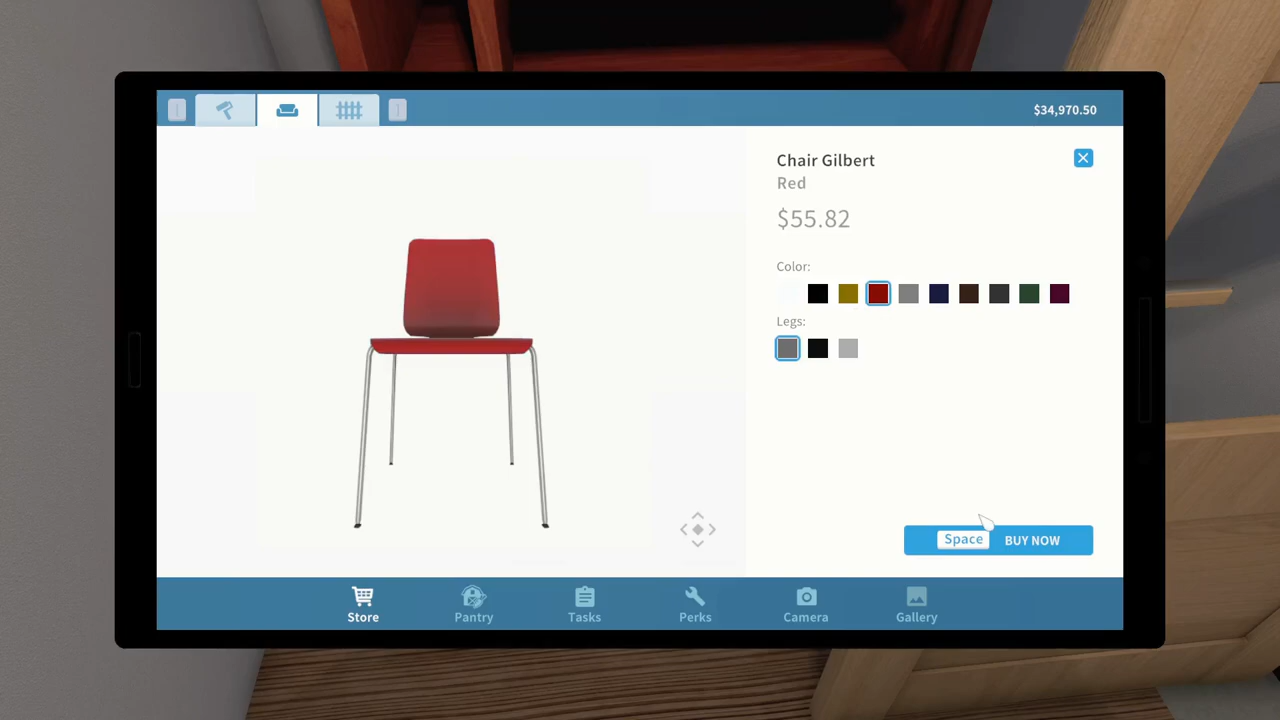 $34,970.50
Chair Gilbert
Red
$55.82
Color:
Legs:
Space BUY NOW
Store Pantry Tasks Perks Camera Gallery